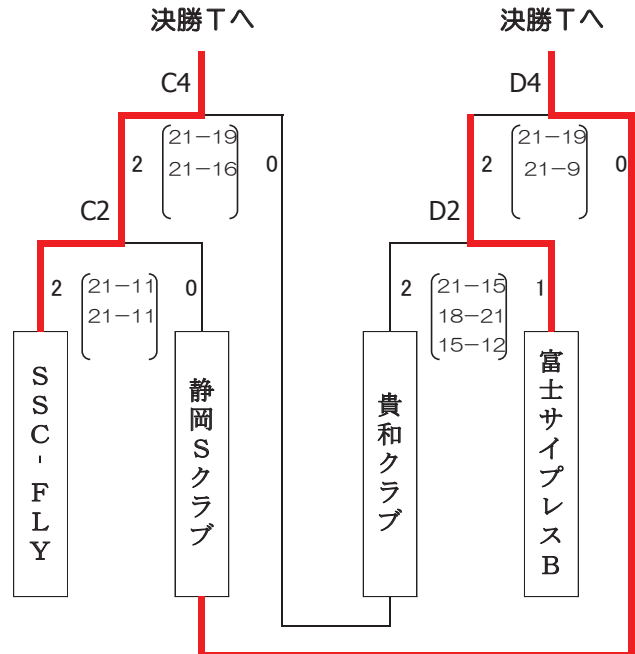 決勝Tへ 決勝Tへ
C4 D4
2 21-19 0 2 21-19 0
21-16 21-9
C2 D2
2 21-11 0 2 21-15 1
21-11 18-21
15-12
SSC-FLY
静岡Sクラブ
貴和クラブ
富士サイプレスB